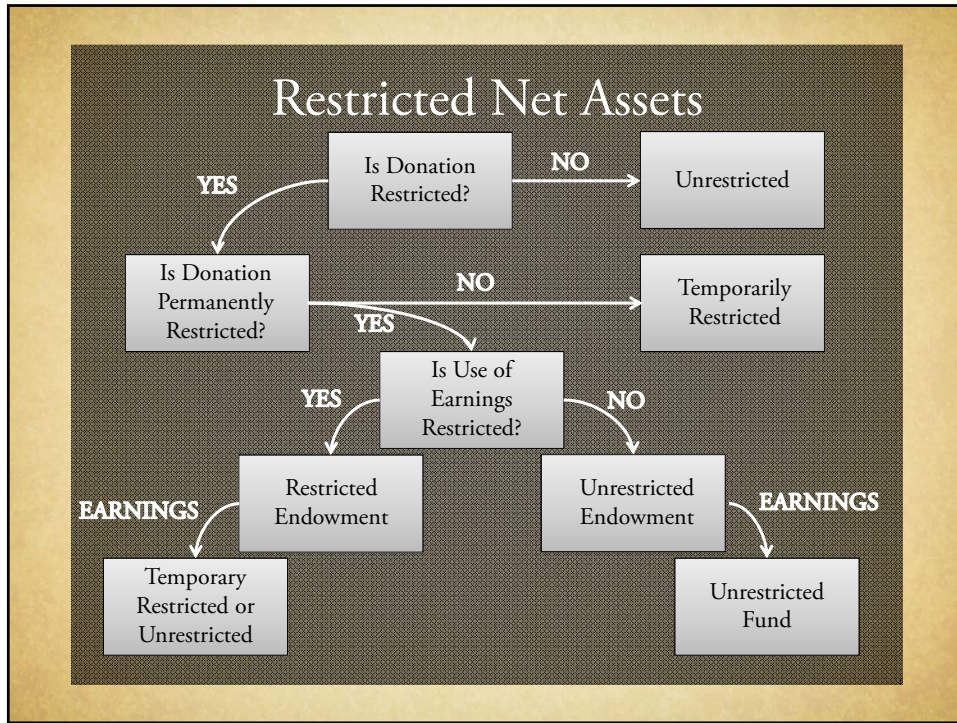 Restricted Net Assets
Is Donation
Restricted?
NO
Unrestricted
YES
Is Donation
Permanently
Restricted?
NO
Temporarily
Restricted
YES
Is Use of
Earnings
Restricted?
YES
NO
Restricted
Endowment
Unrestricted
Endowment
EARNINGS
EARNINGS
Temporary
Restricted or
Unrestricted
Unrestricted
Fund